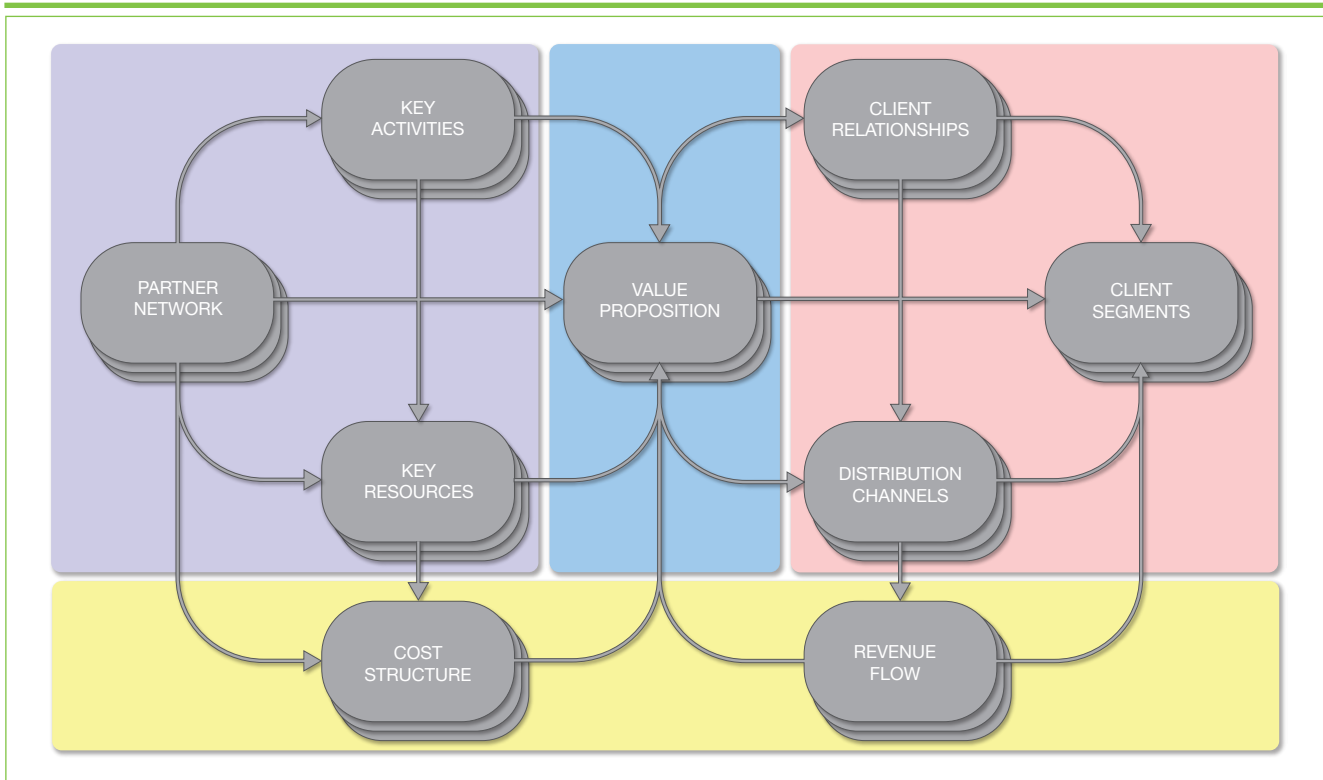 KEY
ACTIVITIES
CLIENT
RELATIONSHIPS
PARTNER
NETWORK
VALUE
PROPOSITION
CLIENT
SEGMENTS
KEY
RESOURCES
DISTRIBUTION
CHANNELS
COST
STRUCTURE
REVENUE
FLOW